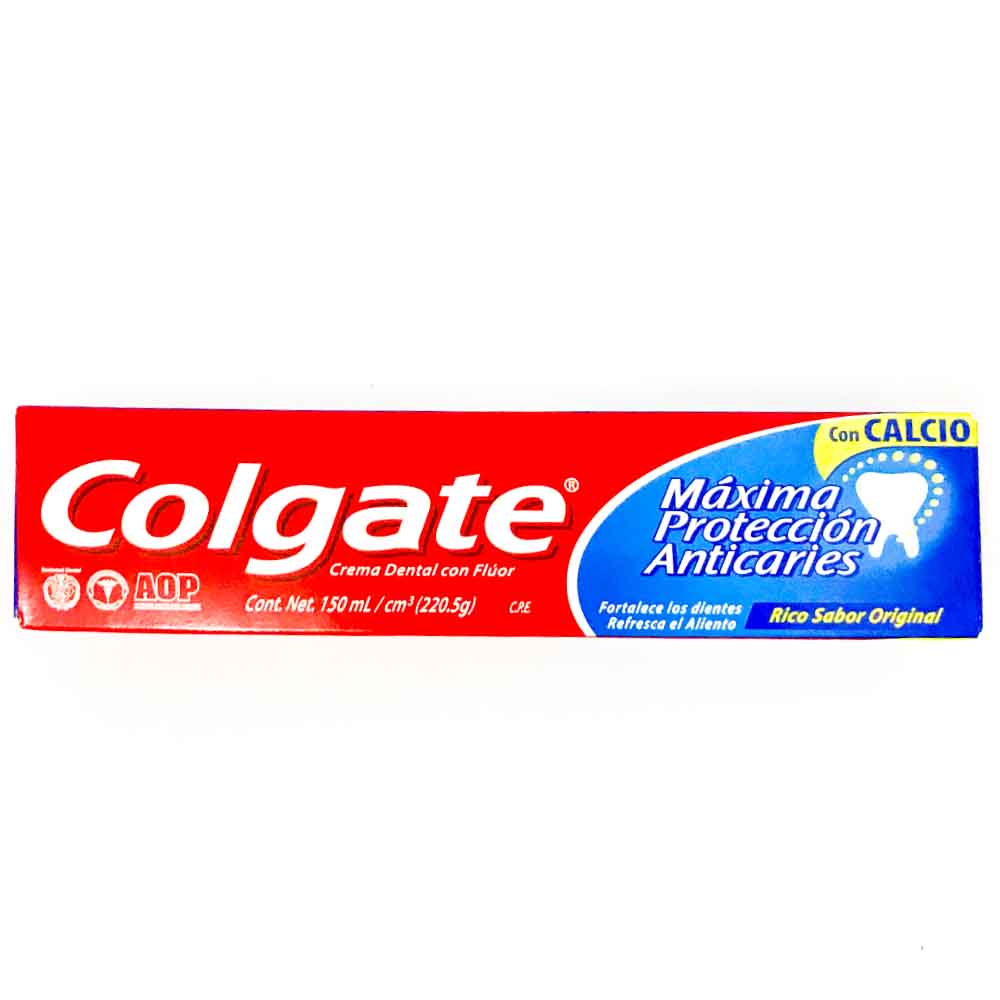 Colgate®
Crema Dental con Flúor
AOP
Cont. Net. 150 mL / cm³ (220.5g)
C.P.E.
Con CALCIO
Máxima
Protección
Anticaries
Fortalece los dientes
Refresca el Aliento
Rico Sabor Original